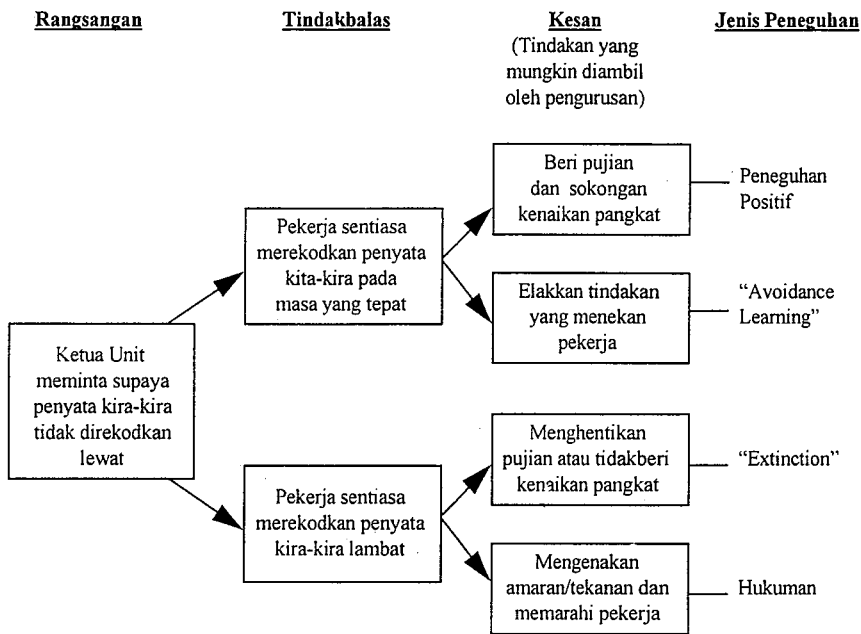 Rangsangan
Tindakbalas
Kesan
(Tindakan yang
mungkin diambil
oleh pengurusan)
Jenis Peneguhan
Ketua Unit
meminta supaya
penyata kira-kira
tidak direkodkan
lewat
Pekerja sentiasa
merekodkan penyata
kita-kira pada
masa yang tepat
Beri pujian
dan sokongan
kenaikan pangkat
Peneguhan
Positif
Elakkan tindakan
yang menekan
pekerja
“Avoidance
Learning”
Pekerja sentiasa
merekodkan penyata
kira-kira lambat
Menghentikan
pujian atau tidakberi
kenaikan pangkat
“Extinction”
Mengenakan
amaran/tekanan dan
memarahi pekerja
Hukuman